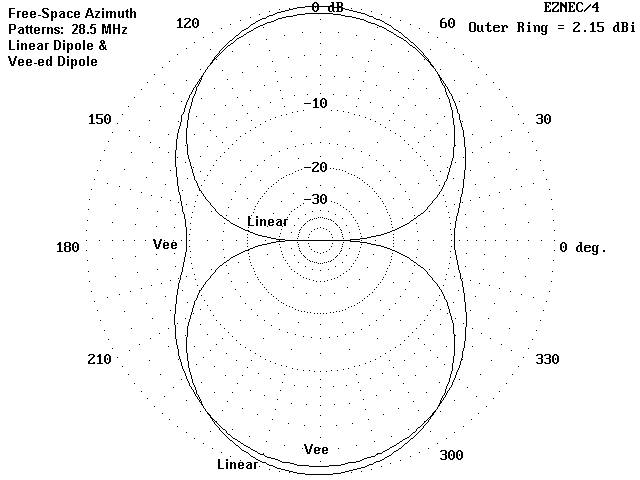 Free-Space Azimuth
Patterns: 28.5 MHz
Linear Dipole &
Vee-ed Dipole
120
0 dB
60
EZNEC/4
Outer Ring = 2.15 dBi
-10
150
30
-20
-30
Linear
180
Vee
0 deg.
210
330
Vee
300
Linear